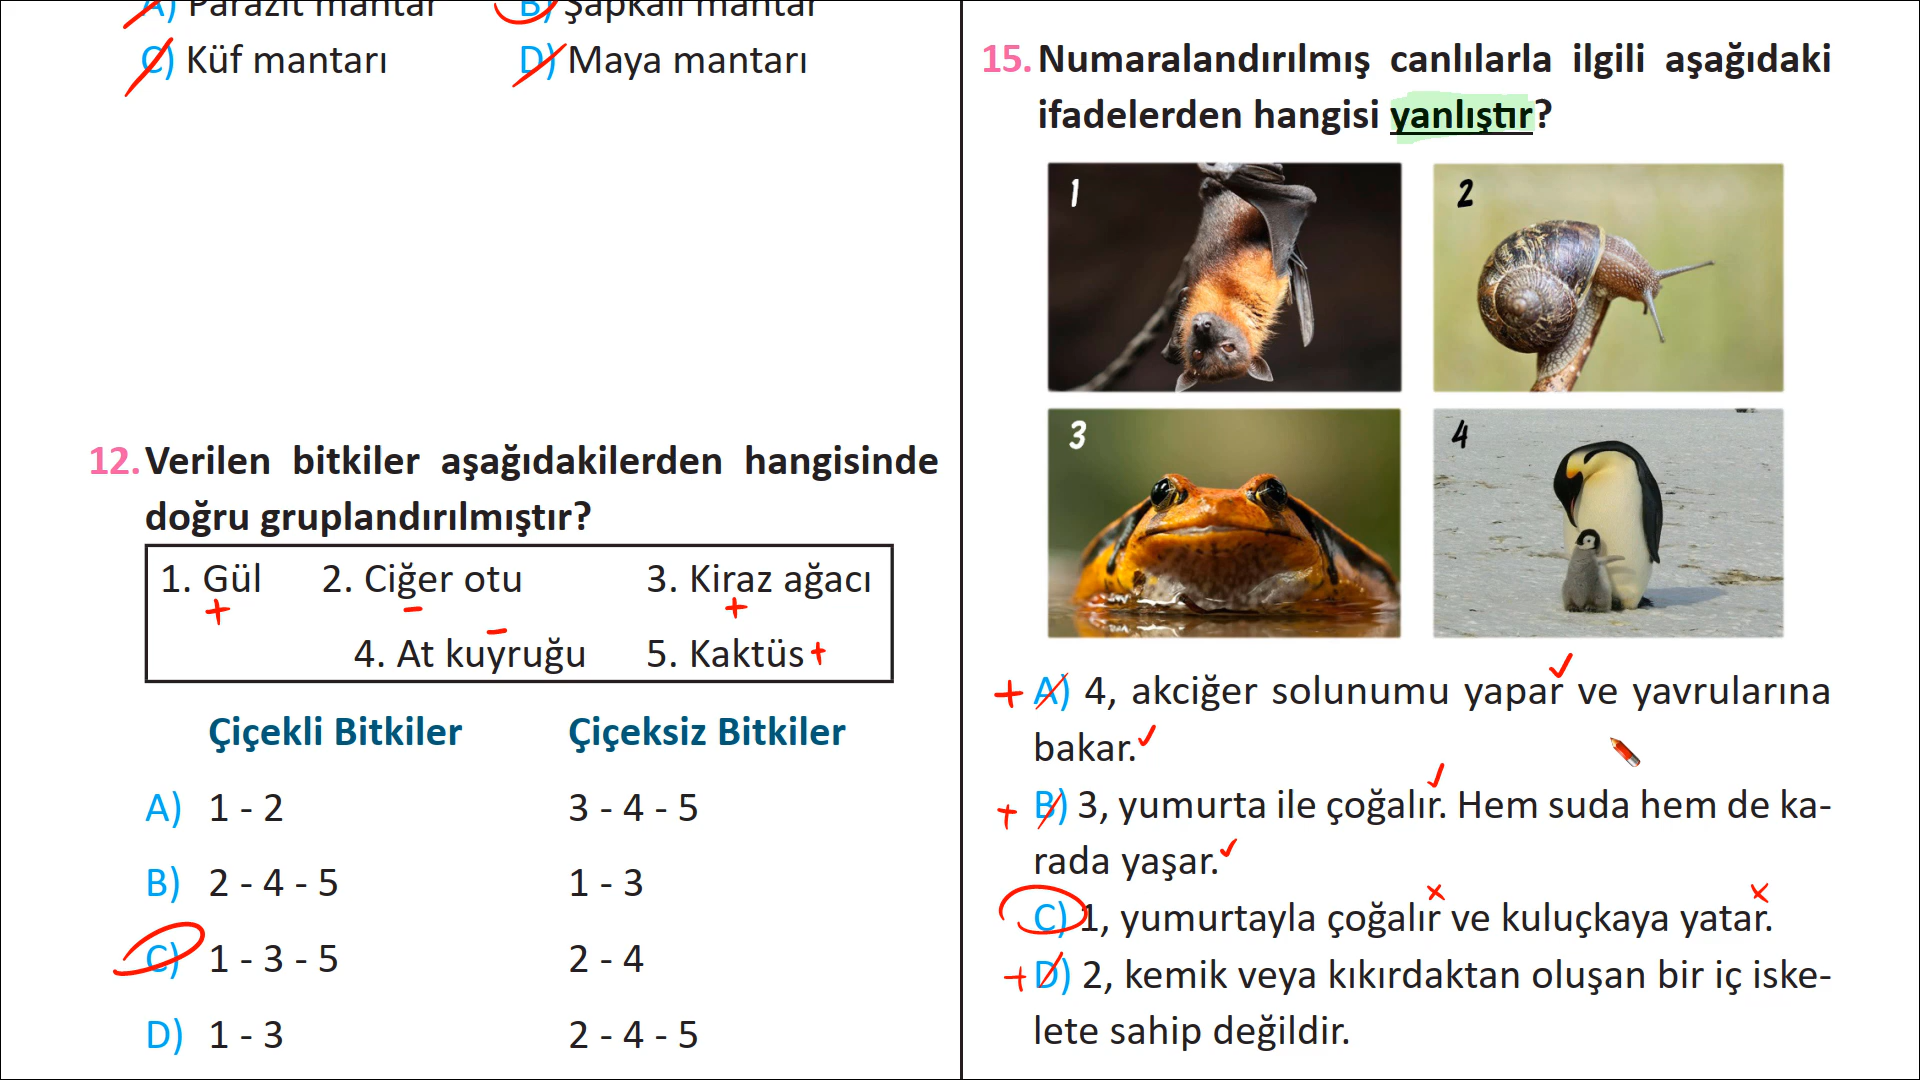 A) Parazit mantar B) Şapkalı mantar
C) Küf mantarı D) Maya mantarı
12. Verilen bitkiler aşağıdakilerden hangisinde
doğru gruplandırılmıştır?
1. Gül 2. Ciğer otu 3. Kiraz ağacı
4. At kuyruğu 5. Kaktüs
Çiçekli Bitkiler Çiçeksiz Bitkiler
A) 1 - 2 3 - 4 - 5
B) 2 - 4 - 5 1 - 3
C) 1 - 3 - 5 2 - 4
D) 1 - 3 2 - 4 - 5
15. Numaralandırılmış canlılarla ilgili aşağıdaki
ifadelerden hangisi yanlıştır?
1 2
3 4
A) 4, akciğer solunumu yapar ve yavrularına
bakar.
B) 3, yumurta ile çoğalır. Hem suda hem de ka-
rada yaşar.
C) 1, yumurtayla çoğalır ve kuluçkaya yatar.
D) 2, kemik veya kıkırdaktan oluşan bir iç iske-
lete sahip değildir.